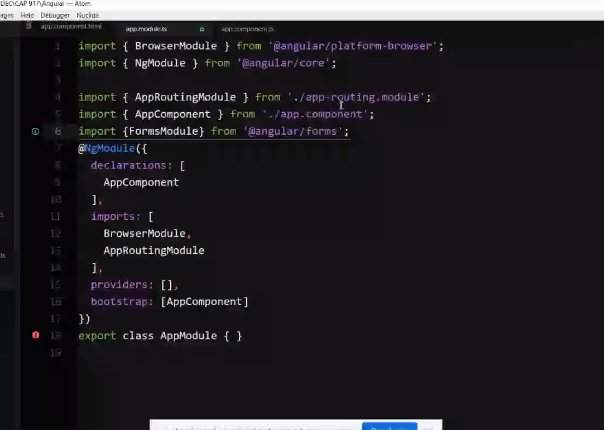 DEC\CAP 917\Angular — Atom
ages Help Debugger Nuclide
app.component.html app.module.ts app.component.ts
1 import { BrowserModule } from '@angular/platform-browser';
2 import { NgModule } from '@angular/core';
3
4 import { AppRoutingModule } from './app-routing.module';
5 import { AppComponent } from './app.component';
6 import {FormsModule} from '@angular/forms';
7 @NgModule({
8 declarations: [
9 AppComponent
10 ],
11 imports: [
12 BrowserModule,
13 AppRoutingModule
14 ],
15 providers: [],
16 bootstrap: [AppComponent]
17 })
18 export class AppModule { }
19